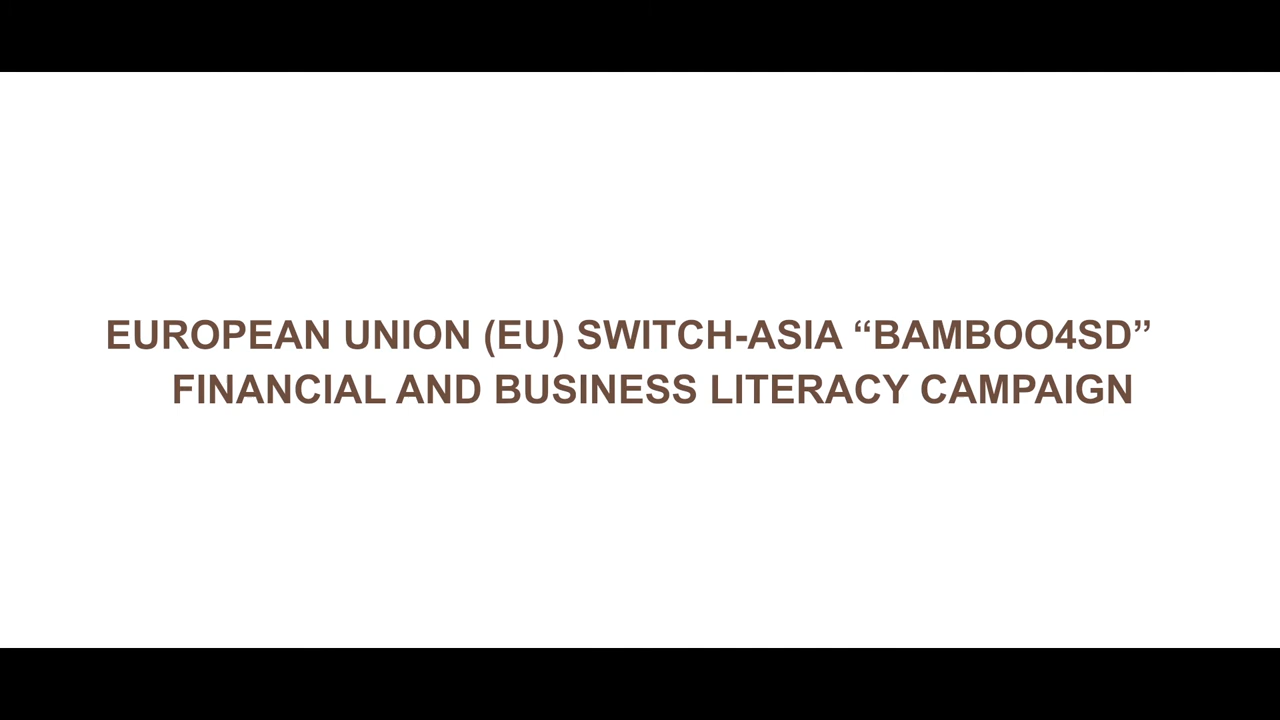 EUROPEAN UNION (EU) SWITCH-ASIA “BAMBOO4SD”
FINANCIAL AND BUSINESS LITERACY CAMPAIGN